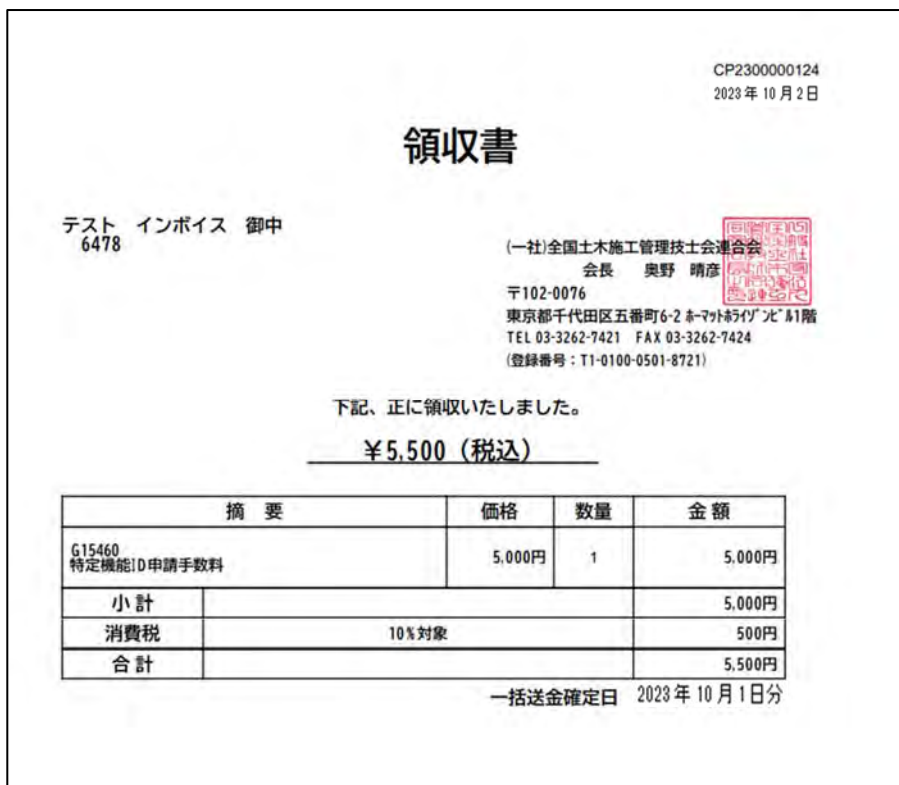 CP2300000124
2023年10月2日
領収書
テスト インボイス 御中
6478
(一社)全国土木施工管理技士会連合会
会長 奥野 晴彦
〒102-0076
東京都千代田区五番町6-2 ホーマットホライゾンビル1階
TEL 03-3262-7421 FAX 03-3262-7424
(登録番号:T1-0100-0501-8721)
下記、正に領収いたしました。
¥5,500(税込)
摘 要 価格 数量 金 額
G15460
特定機能ID申請手数料 5,000円 1 5,000円
小 計 5,000円
消費税 10%対象 500円
合 計 5,500円
一括送金確定日 2023年10月1日分